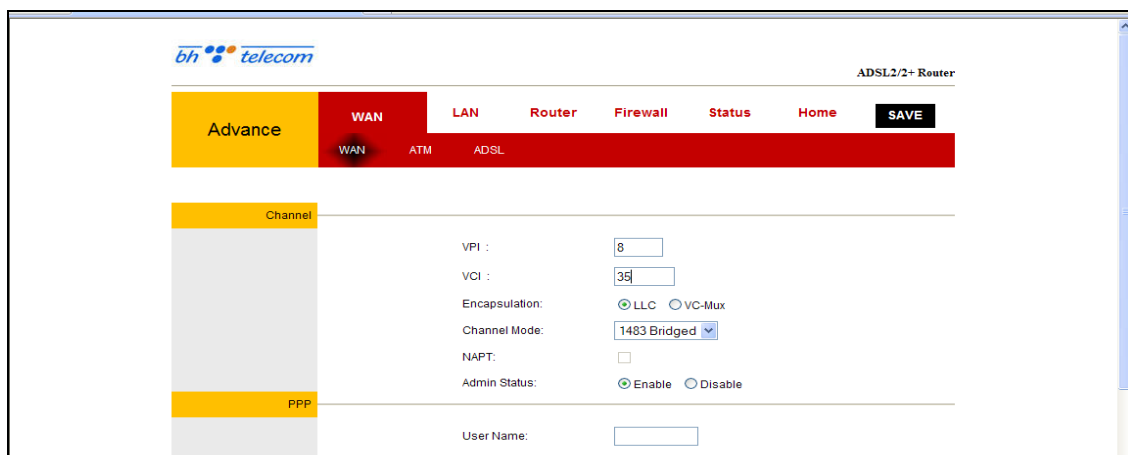 bh telecom
ADSL2/2+ Router
Advance
WAN LAN Router Firewall Status Home SAVE
WAN ATM ADSL
Channel
VPI : 8
VCI : 35
Encapsulation: LLC VC-Mux
Channel Mode: 1483 Bridged
NAPT:
Admin Status: Enable Disable
PPP
User Name: